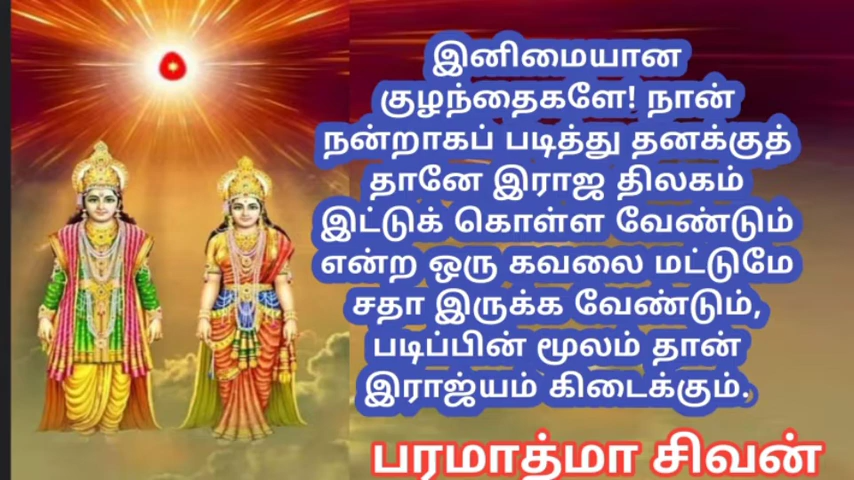 இனிமையான
குழந்தைகளே! நான்
நன்றாகப் படித்து தனக்குத்
தானே இராஜ திலகம்
இட்டுக் கொள்ள வேண்டும்
என்ற ஒரு கவலை மட்டுமே
சதா இருக்க வேண்டும்,
படிப்பின் மூலம் தான்
இராஜ்யம் கிடைக்கும்.
பரமாத்மா சிவன்